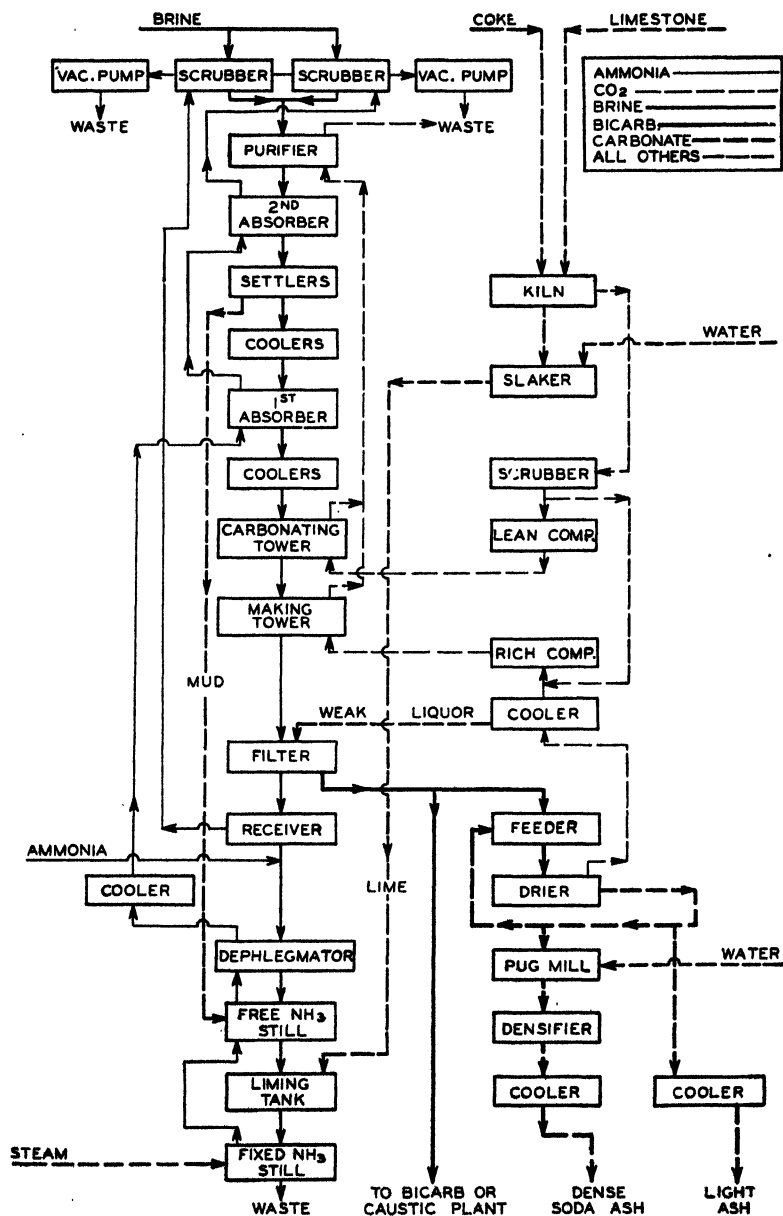 BRINE
COKE
LIMESTONE
VAC. PUMP
SCRUBBER
SCRUBBER
VAC. PUMP
WASTE
WASTE
AMMONIA
CO2
BRINE
BICARB.
CARBONATE
ALL OTHERS
PURIFIER
2ND
ABSORBER
SETTLERS
KILN
COOLERS
WATER
SLAKER
1ST
ABSORBER
COOLERS
SCRUBBER
CARBONATING
TOWER
LEAN COMP.
MAKING
TOWER
RICH COMP.
MUD
WEAK LIQUOR
COOLER
FILTER
RECEIVER
FEEDER
AMMONIA
COOLER
LIME
DRIER
DEPHLEGMATOR
WATER
PUG MILL
FREE NH3
STILL
DENSIFIER
LIMING
TANK
COOLER
COOLER
STEAM
FIXED NH3
STILL
WASTE
TO BICARB OR
CAUSTIC PLANT
DENSE
SODA ASH
LIGHT
ASH